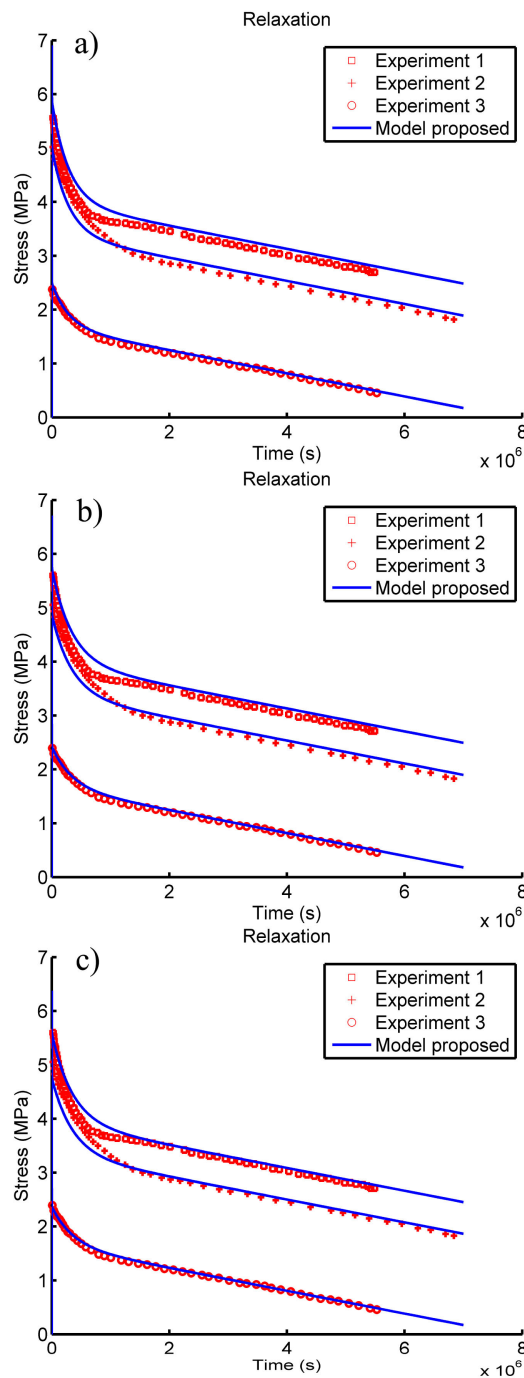 Relaxation
a)
Experiment 1
Experiment 2
Experiment 3
Model proposed
Stress (MPa)
7
6
5
4
3
2
1
0
0 2 4 6 8
Time (s)
x 10^6
Relaxation
b)
Experiment 1
Experiment 2
Experiment 3
Model proposed
Stress (MPa)
7
6
5
4
3
2
1
0
0 2 4 6 8
Time (s)
x 10^6
Relaxation
c)
Experiment 1
Experiment 2
Experiment 3
Model proposed
Stress (MPa)
7
6
5
4
3
2
1
0
0 2 4 6 8
Time (s)
x 10^6